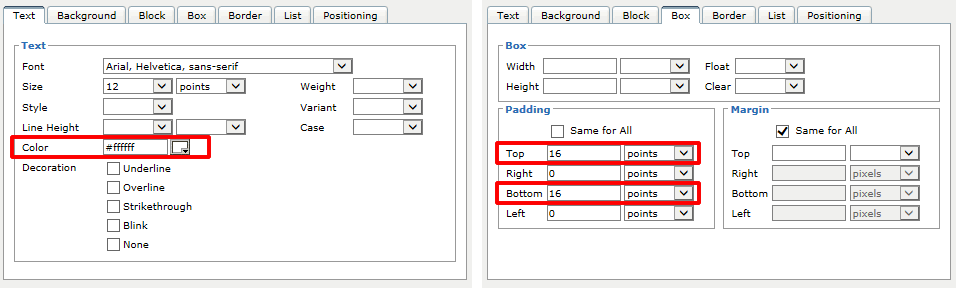 Text Background Block Box Border List Positioning
Text
Font Arial, Helvetica, sans-serif
Size 12 points Weight
Style Variant
Line Height Case
Color #ffffff
Decoration Underline
Overline
Strikethrough
Blink
None
Text Background Block Box Border List Positioning
Box
Width Float
Height Clear
Padding
Same for All
Top 16 points
Right 0 points
Bottom 16 points
Left 0 points
Margin
Same for All
Top
Right pixels
Bottom pixels
Left pixels